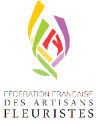 FÉDÉRATION FRANÇAISE
DES ARTISANS
FLEURISTES